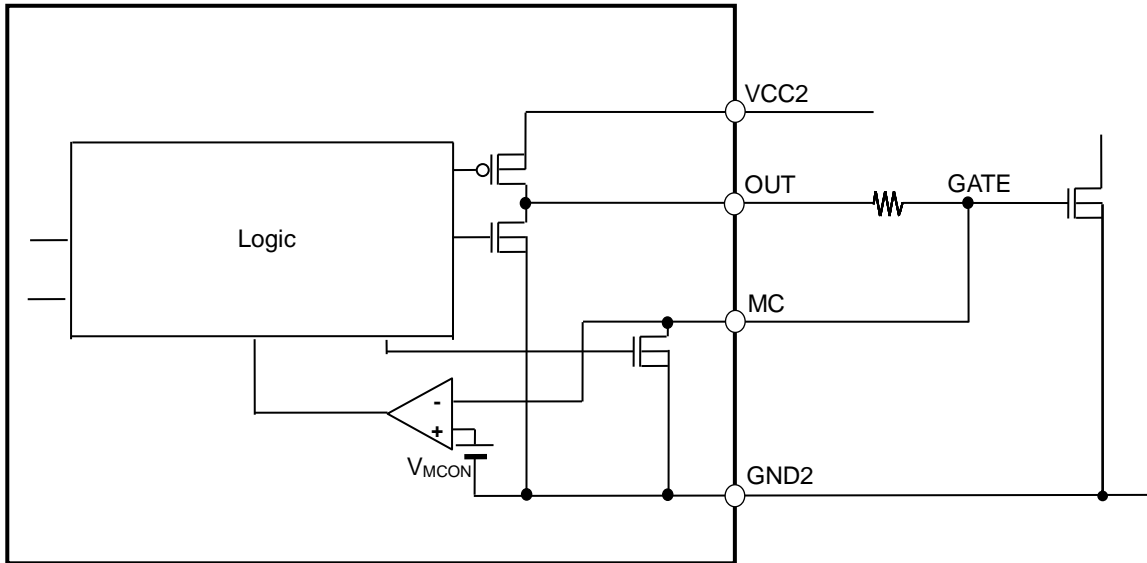 VCC2
OUT
GATE
Logic
MC
-
+
VMCON
GND2